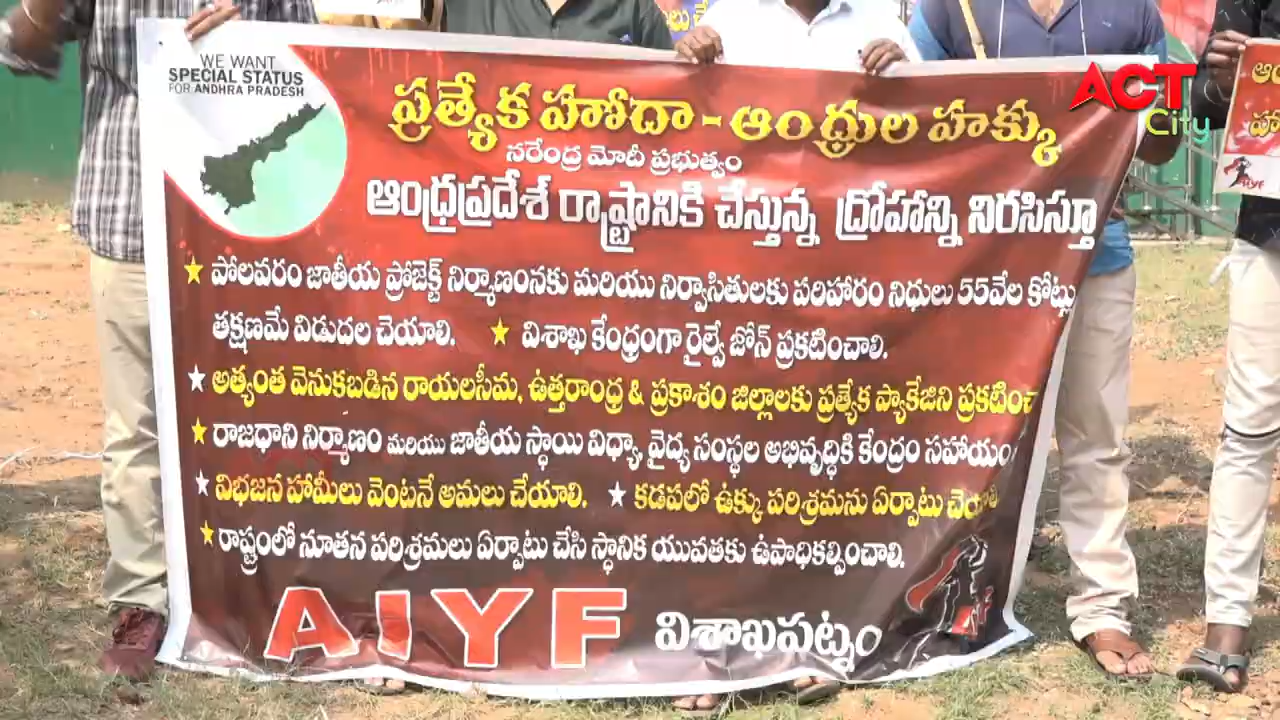 WE WANT
SPECIAL STATUS
FOR ANDHRA PRADESH
ప్రత్యేక హోదా - ఆంధ్రుల హక్కు
నరేంద్ర మోదీ ప్రభుత్వం
ఆంధ్రప్రదేశ్ రాష్ట్రానికి చేస్తున్న ద్రోహాన్ని నిరసిస్తూ
పోలవరం జాతీయ ప్రోజెక్ట్ నిర్మాణంనకు మరియు నిర్వాసితులకు పరిహారం నిధులు 55వేల కోట్లు
తక్షణమే విడుదల చెయాలి. విశాఖ కేంధ్రంగా రైల్వే జోన్ ప్రకటించాలి.
అత్యంత వెనుకబడిన రాయలసీమ, ఉత్తరాంధ్ర & ప్రకాశం జిల్లాలకు ప్రత్యేక ప్యాకేజిని
రాజధాని నిర్మాణం మరియు జాతీయ స్థాయి విధ్యా, వైద్య సంస్థల అభివృద్ధికి కేంద్రం సహాయం
విభజన హామీలు వెంటనే అమలు చేయాలి. కడపలో ఉక్కు పరిశ్రమను ఏర్పాటు చెయాలి
రాష్ట్రంలో నూతన పరిశ్రమలు ఏర్పాటు చేసి స్థానిక యువతకు ఉపాధికల్పించాలి.
AIYF విశాఖపట్నం
ACT
City